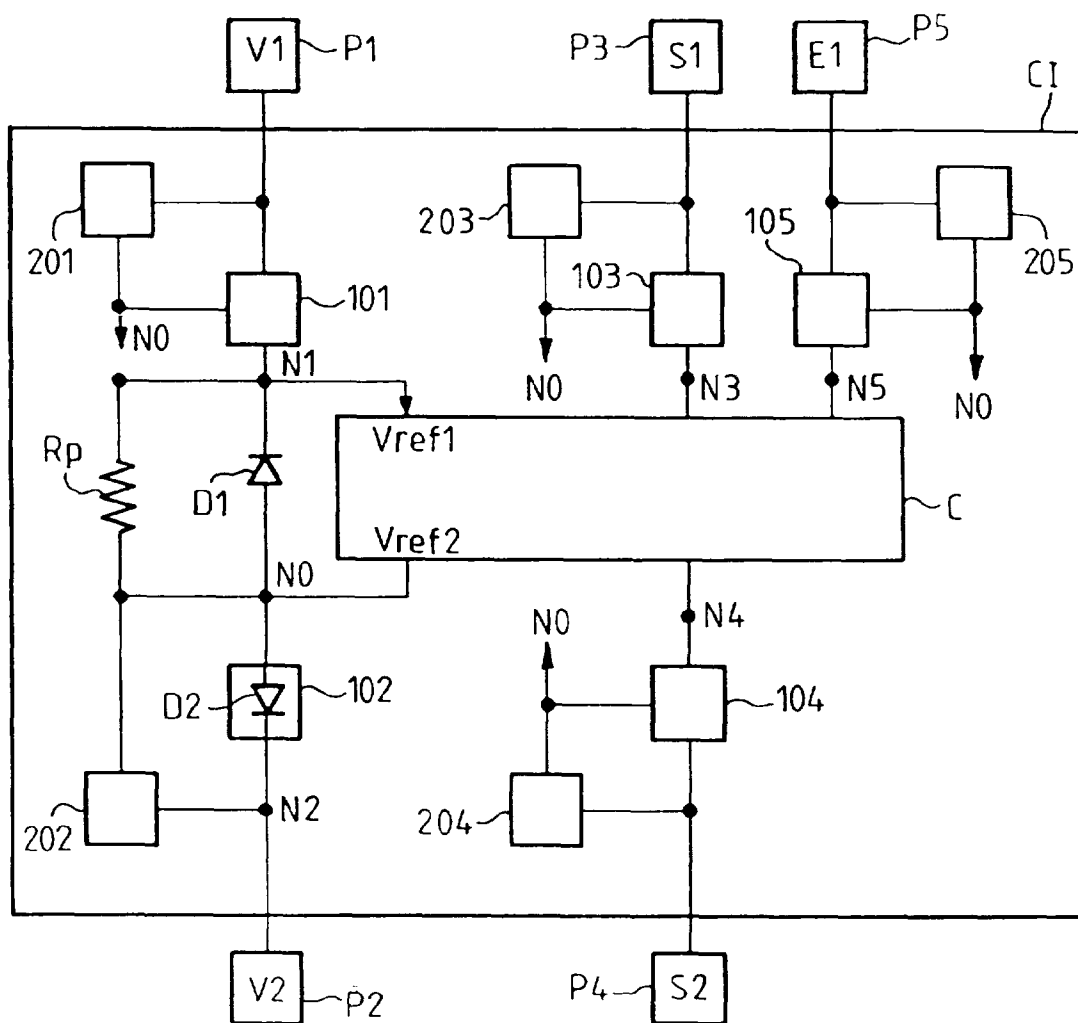 V1 P1 P3 S1 E1 P5
CI
201 203 105 205
101 103
N0 N1 N0 N3 N5 N0
Vref1
Rp D1 C
Vref2
N0 N4
N0
D2 102 104
202 N2 204
V2 P2 P4 S2